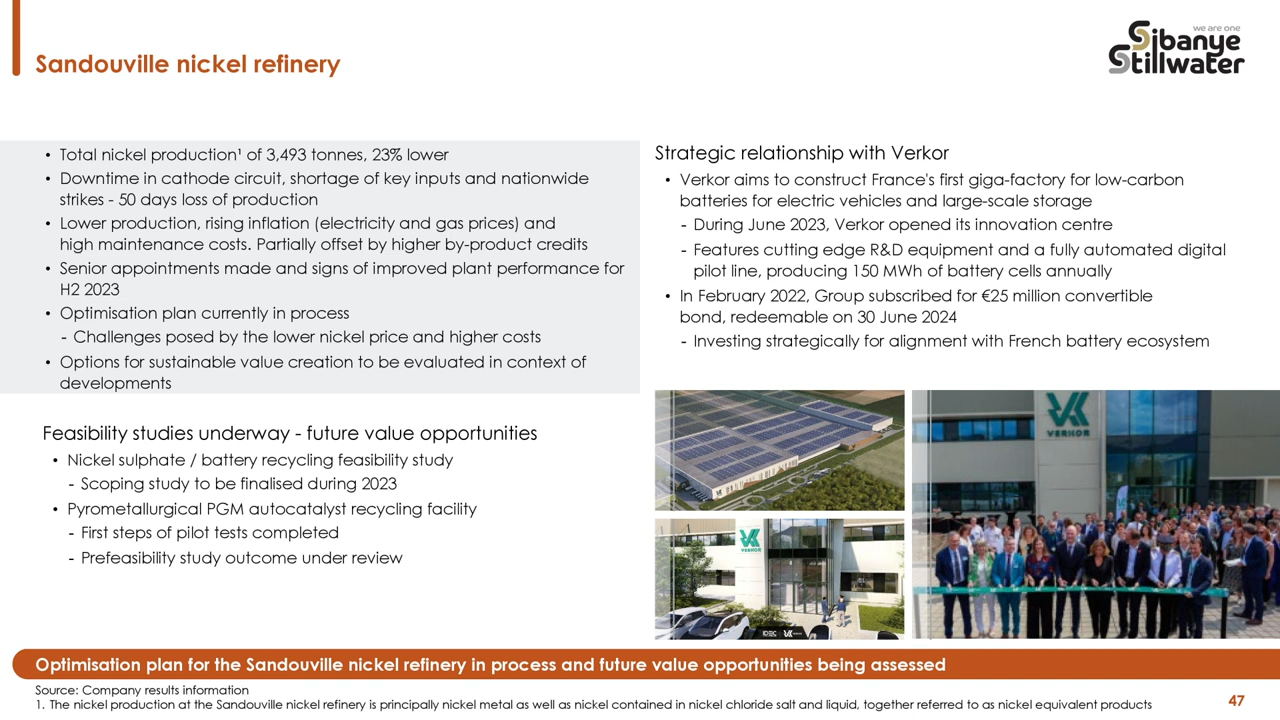 Sandouville nickel refinery
we are one
Sibanye
Stillwater
• Total nickel production¹ of 3,493 tonnes, 23% lower
• Downtime in cathode circuit, shortage of key inputs and nationwide
strikes - 50 days loss of production
• Lower production, rising inflation (electricity and gas prices) and
high maintenance costs. Partially offset by higher by-product credits
• Senior appointments made and signs of improved plant performance for
H2 2023
• Optimisation plan currently in process
- Challenges posed by the lower nickel price and higher costs
• Options for sustainable value creation to be evaluated in context of
developments
Feasibility studies underway - future value opportunities
• Nickel sulphate / battery recycling feasibility study
- Scoping study to be finalised during 2023
• Pyrometallurgical PGM autocatalyst recycling facility
- First steps of pilot tests completed
- Prefeasibility study outcome under review
Strategic relationship with Verkor
• Verkor aims to construct France's first giga-factory for low-carbon
batteries for electric vehicles and large-scale storage
- During June 2023, Verkor opened its innovation centre
- Features cutting edge R&D equipment and a fully automated digital
pilot line, producing 150 MWh of battery cells annually
• In February 2022, Group subscribed for €25 million convertible
bond, redeemable on 30 June 2024
- Investing strategically for alignment with French battery ecosystem
VERKOR
VERKOR
IDEC
Optimisation plan for the Sandouville nickel refinery in process and future value opportunities being assessed
Source: Company results information
1. The nickel production at the Sandouville nickel refinery is principally nickel metal as well as nickel contained in nickel chloride salt and liquid, together referred to as nickel equivalent products
47